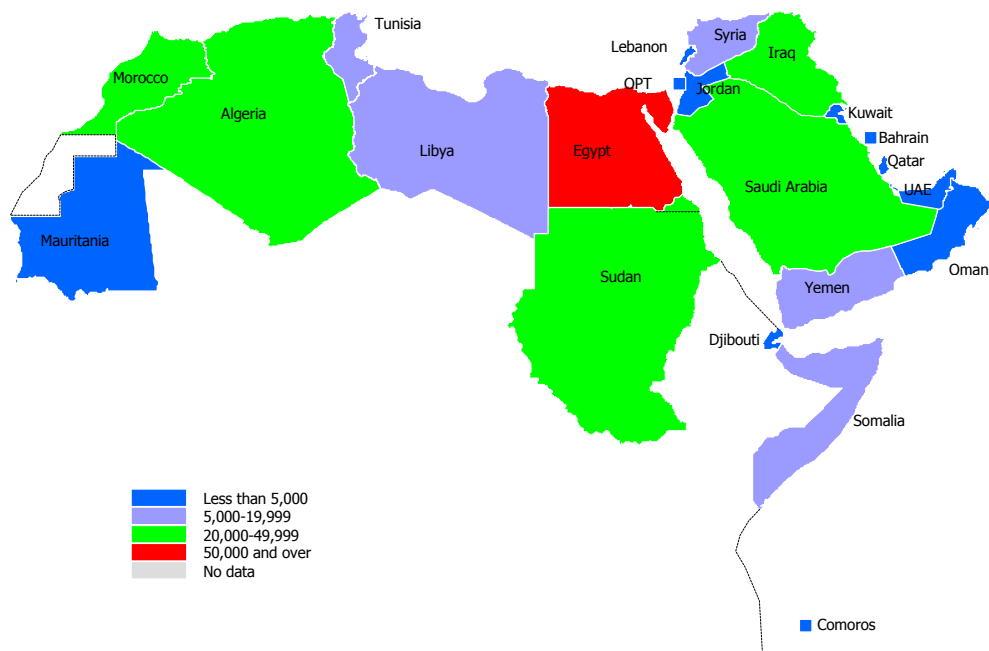 Tunisia
Syria
Lebanon
Iraq
Morocco
OPT
Jordan
Algeria
Kuwait
Bahrain
Libya
Egypt
Qatar
Saudi Arabia
UAE
Mauritania
Oman
Sudan
Yemen
Djibouti
Somalia
Less than 5,000
5,000-19,999
20,000-49,999
50,000 and over
No data
Comoros